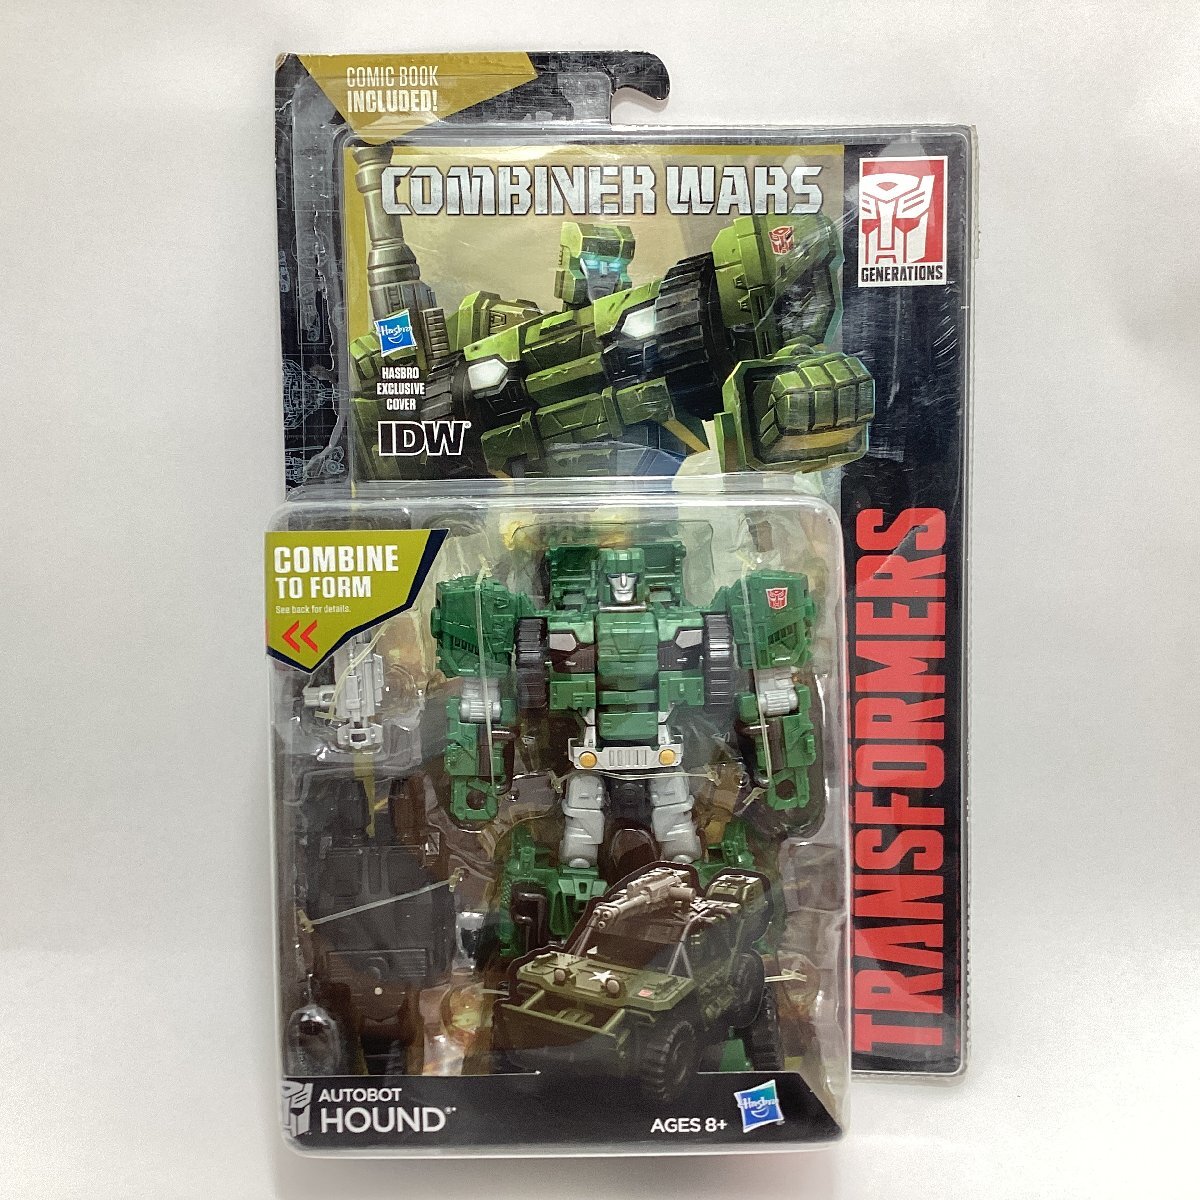 COMIC BOOK
INCLUDED!
COMBINER WARS
GENERATIONS
Hasbro
HASBRO
EXCLUSIVE
COVER
IDW
TRANSFORMERS
COMBINE
TO FORM
See back for details.
AUTOBOT
HOUND
AGES 8+
Hasbro